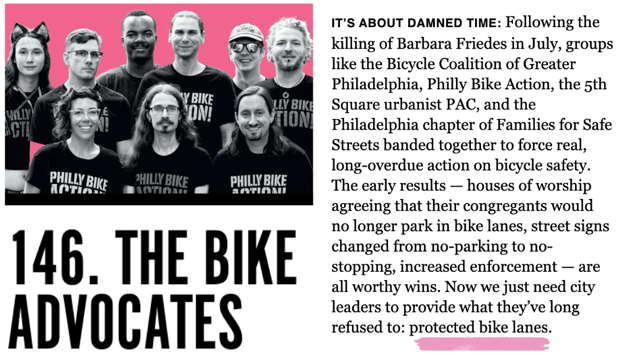 PHILLY BIKE
ACTION!
PHILLY BIKE
ACTION!
PHILLY BIKE
ACTION!
146. THE BIKE
ADVOCATES
IT'S ABOUT DAMNED TIME: Following the
killing of Barbara Friedes in July, groups
like the Bicycle Coalition of Greater
Philadelphia, Philly Bike Action, the 5th
Square urbanist PAC, and the
Philadelphia chapter of Families for Safe
Streets banded together to force real,
long-overdue action on bicycle safety.
The early results — houses of worship
agreeing that their congregants would
no longer park in bike lanes, street signs
changed from no-parking to no-
stopping, increased enforcement — are
all worthy wins. Now we just need city
leaders to provide what they've long
refused to: protected bike lanes.